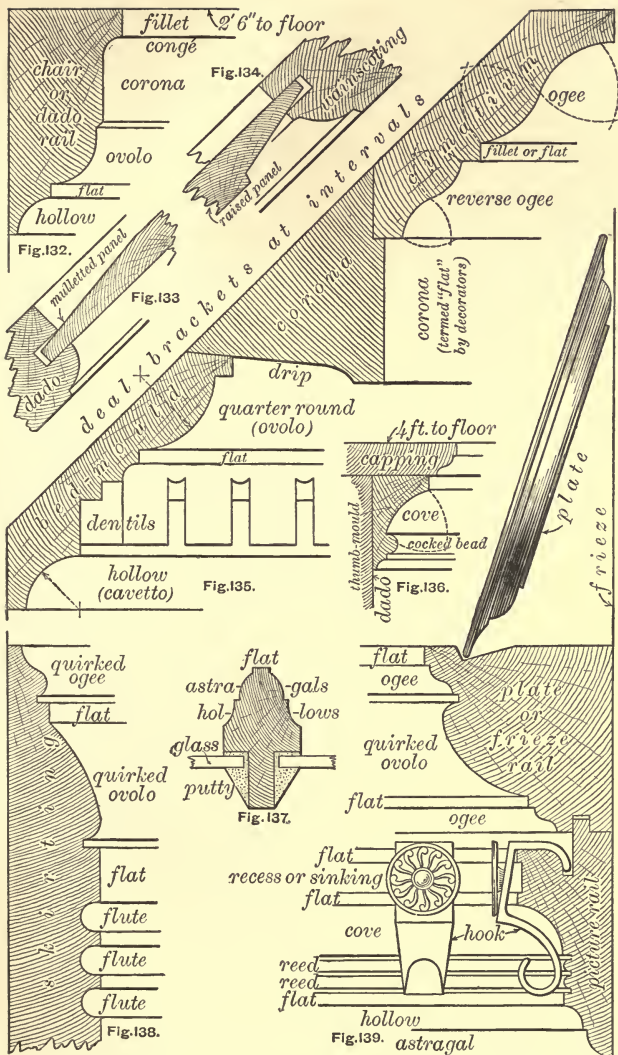 fillet
2'6" to floor
congé
corona
chair
or
dado
rail
ovolo
flat
hollow
Fig.132.
Fig.134.
wainscoting
raised panel
mulletted panel
Fig.133
dado
deal brackets at intervals
cymatium
ogee
fillet or flat
reverse ogee
corona
corona
(termed "flat"
by decorators)
drip
bed-mould
quarter round
(ovolo)
flat
dentils
hollow
(cavetto)
Fig.135.
4 ft. to floor
capping
cove
cocked bead
thumb-mould
dado
Fig.136.
plate
frieze
quirked
ogee
flat
quirked
ovolo
flat
flute
flute
flute
skirting
Fig.138.
flat
astragals
hollows
glass
putty
Fig.137.
flat
ogee
plate
or
frieze
rail
quirked
ovolo
flat
ogee
flat
recess or sinking
flat
cove
hook
picture rail
reed
reed
flat
hollow
Fig.139.
astragal